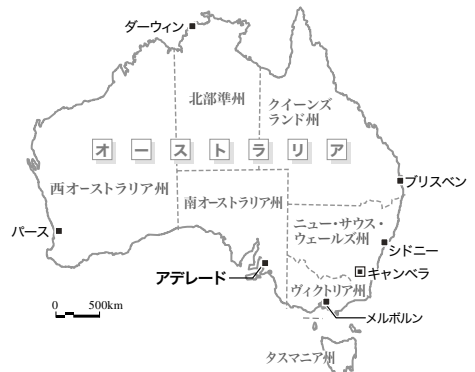 ダーウィン
北部準州
クイーンズ
ランド州
オーストラリア
西オーストラリア州
南オーストラリア州
ブリスベン
ニュー・サウス・
ウェールズ州
パース
シドニー
アデレード
キャンベラ
ヴィクトリア州
0 500km
メルボルン
タスマニア州